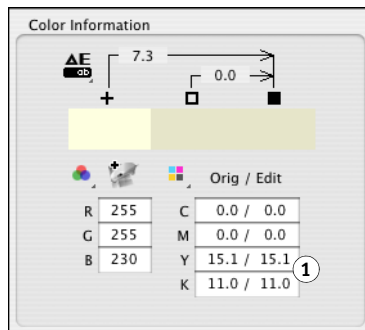 Color Information
ΔE 7.3
ab 0.0
Orig / Edit
R 255 C 0.0 / 0.0
G 255 M 0.0 / 0.0
B 230 Y 15.1 / 15.1 1
K 11.0 / 11.0